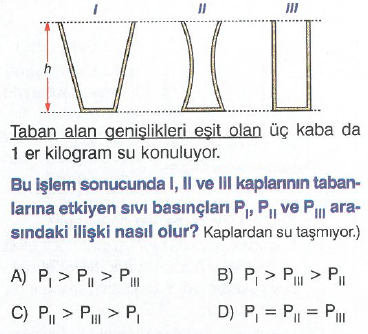 I II III
h
Taban alan genişlikleri eşit olan üç kaba da
1 er kilogram su konuluyor.
Bu işlem sonucunda I, II ve III kaplarının taban-
larına etkiyen sıvı basınçları P_I, P_II ve P_III ara-
sındaki ilişki nasıl olur? Kaplardan su taşmıyor.)
A) P_I > P_II > P_III
B) P_I > P_III > P_II
C) P_II > P_III > P_I
D) P_I = P_II = P_III